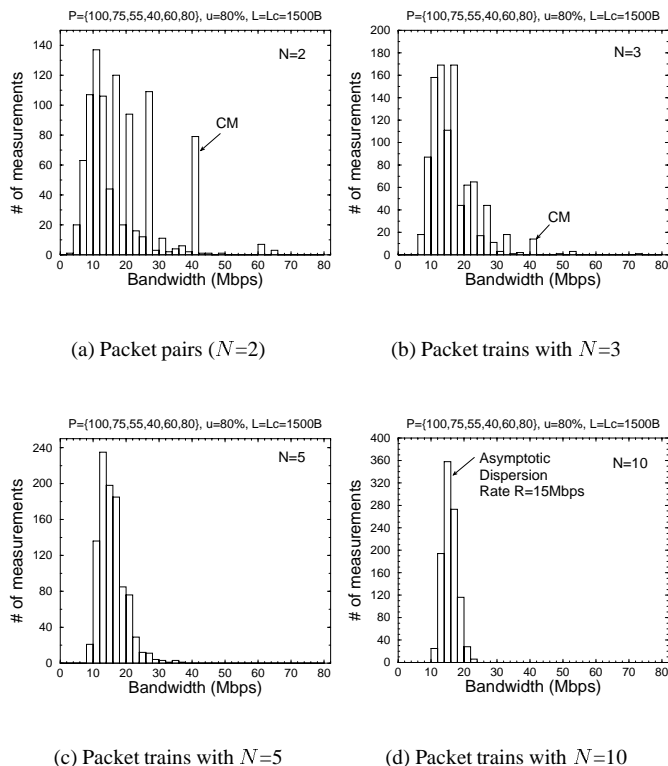 P={100,75,55,40,60,80}, u=80%, L=Lc=1500B
N=2
CM
# of measurements
140
120
100
80
60
40
20
0
0 10 20 30 40 50 60 70 80
Bandwidth (Mbps)
(a) Packet pairs (N=2)
P={100,75,55,40,60,80}, u=80%, L=Lc=1500B
N=3
CM
# of measurements
200
180
160
140
120
100
80
60
40
20
0
0 10 20 30 40 50 60 70 80
Bandwidth (Mbps)
(b) Packet trains with N=3
P={100,75,55,40,60,80}, u=80%, L=Lc=1500B
N=5
# of measurements
240
200
160
120
80
40
0
0 10 20 30 40 50 60 70 80
Bandwidth (Mbps)
(c) Packet trains with N=5
P={100,75,55,40,60,80}, u=80%, L=Lc=1500B
N=10
Asymptotic
Dispersion
Rate R=15Mbps
# of measurements
400
360
320
280
240
200
160
120
80
40
0
0 10 20 30 40 50 60 70 80
Bandwidth (Mbps)
(d) Packet trains with N=10